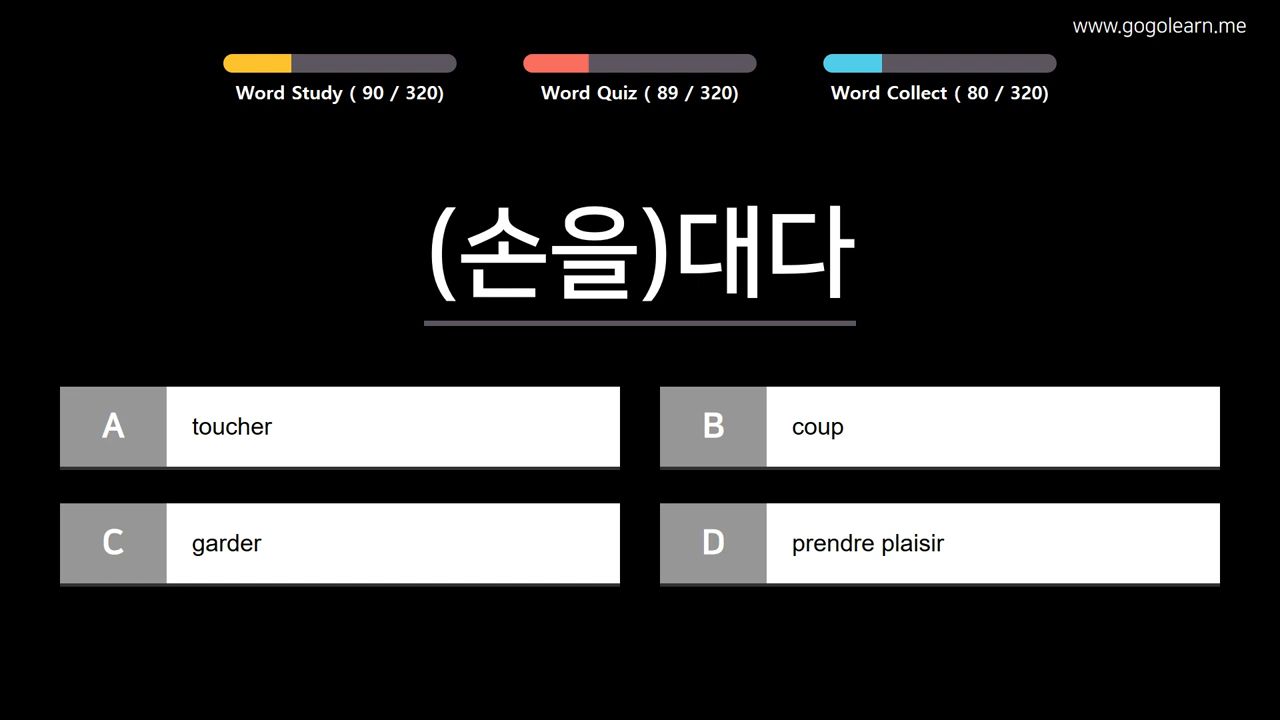 www.gogolearn.me
Word Study ( 90 / 320)
Word Quiz ( 89 / 320)
Word Collect ( 80 / 320)
(손을)대다
A toucher
B coup
C garder
D prendre plaisir